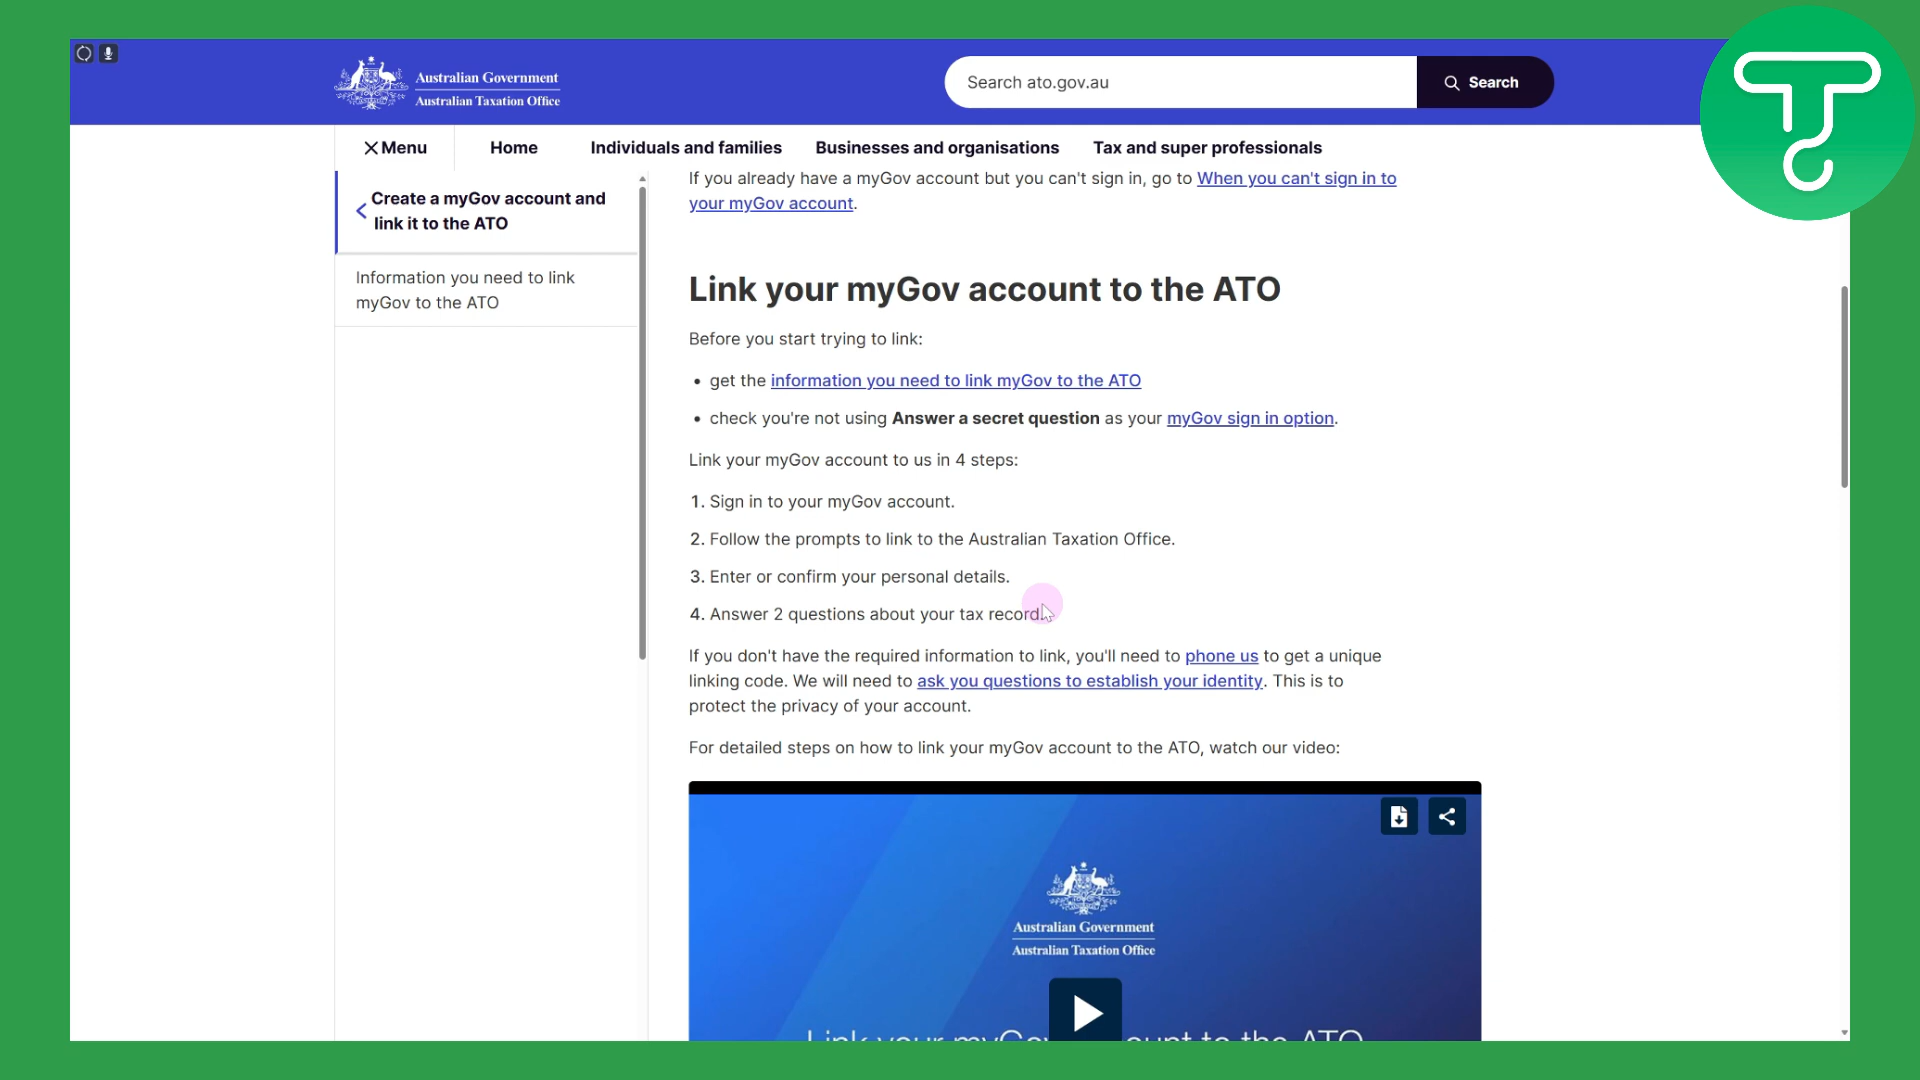 Australian Government
Australian Taxation Office
Search ato.gov.au
Search
Menu
Home
Individuals and families
Businesses and organisations
Tax and super professionals
Create a myGov account and
link it to the ATO
Information you need to link
myGov to the ATO
If you already have a myGov account but you can't sign in, go to When you can't sign in to
your myGov account.
Link your myGov account to the ATO
Before you start trying to link:
• get the information you need to link myGov to the ATO
• check you're not using Answer a secret question as your myGov sign in option.
Link your myGov account to us in 4 steps:
1. Sign in to your myGov account.
2. Follow the prompts to link to the Australian Taxation Office.
3. Enter or confirm your personal details.
4. Answer 2 questions about your tax record.
If you don't have the required information to link, you'll need to phone us to get a unique
linking code. We will need to ask you questions to establish your identity. This is to
protect the privacy of your account.
For detailed steps on how to link your myGov account to the ATO, watch our video:
Australian Government
Australian Taxation Office
Link your to the ATO